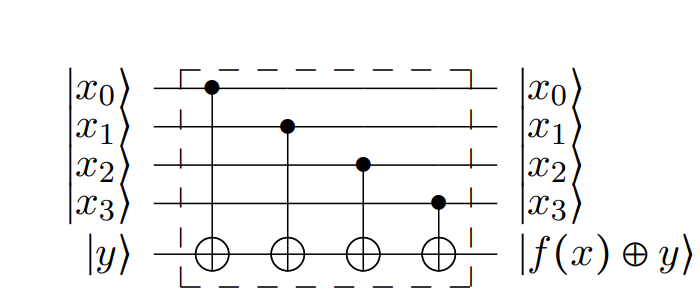 |x₀⟩ |x₀⟩
|x₁⟩ |x₁⟩
|x₂⟩ |x₂⟩
|x₃⟩ |x₃⟩
|y⟩ |f(x) ⊕ y⟩